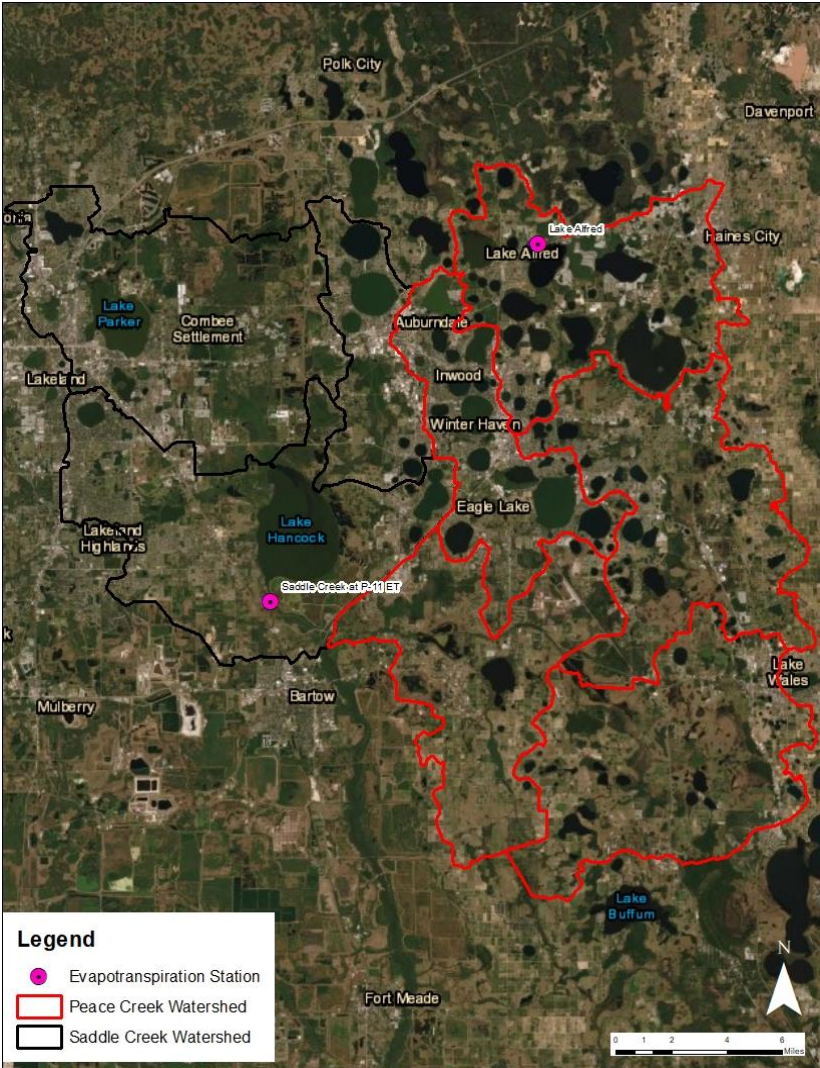 Polk City
Davenport
Lake Alfred
Haines City
Lake Alfred
Lake
Parker
Combee
Settlement
Auburndale
Lakeland
Inwood
Winter Haven
Eagle Lake
Lake
Hancock
Lakeland
Highlands
Saddle Creek at P-11 ET
k
Lake
Wales
Bartow
Mulberry
Lake
Buffum
Fort Meade
N
Legend
Evapotranspiration Station
Peace Creek Watershed
Saddle Creek Watershed
0 1 2 4 6
Miles